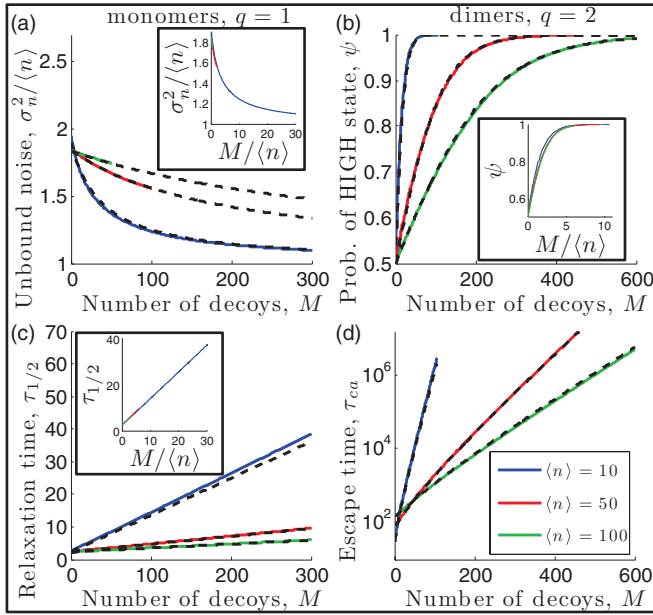 monomers, q = 1
dimers, q = 2
(a)
Unbound noise, σ²ₙ/⟨n⟩
2.5
2
1.5
1
0
100
200
300
Number of decoys, M
σ²ₙ/⟨n⟩
1.8
1.6
1.4
1.2
1
0
10
20
30
M/⟨n⟩
(b)
Prob. of HIGH state, ψ
1
0.9
0.8
0.7
0.6
0.5
0
200
400
600
Number of decoys, M
ψ
1
0.8
0.6
0
5
10
M/⟨n⟩
(c)
Relaxation time, τ₁/₂
70
60
50
40
30
20
10
0
0
100
200
300
Number of decoys, M
τ₁/₂
40
20
0
0
10
20
30
M/⟨n⟩
(d)
Escape time, τ_ca
10⁶
10⁴
10²
0
200
400
600
Number of decoys, M
⟨n⟩ = 10
⟨n⟩ = 50
⟨n⟩ = 100